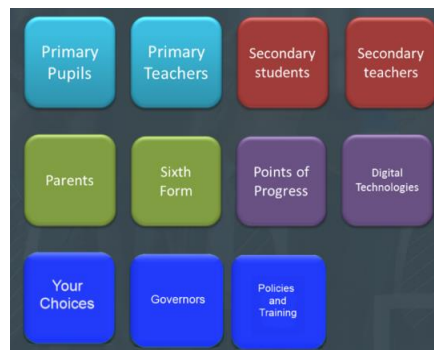 Primary
Pupils
Primary
Teachers
Secondary
students
Secondary
teachers
Parents
Sixth
Form
Points of
Progress
Digital
Technologies
Your
Choices
Governors
Policies
and
Training